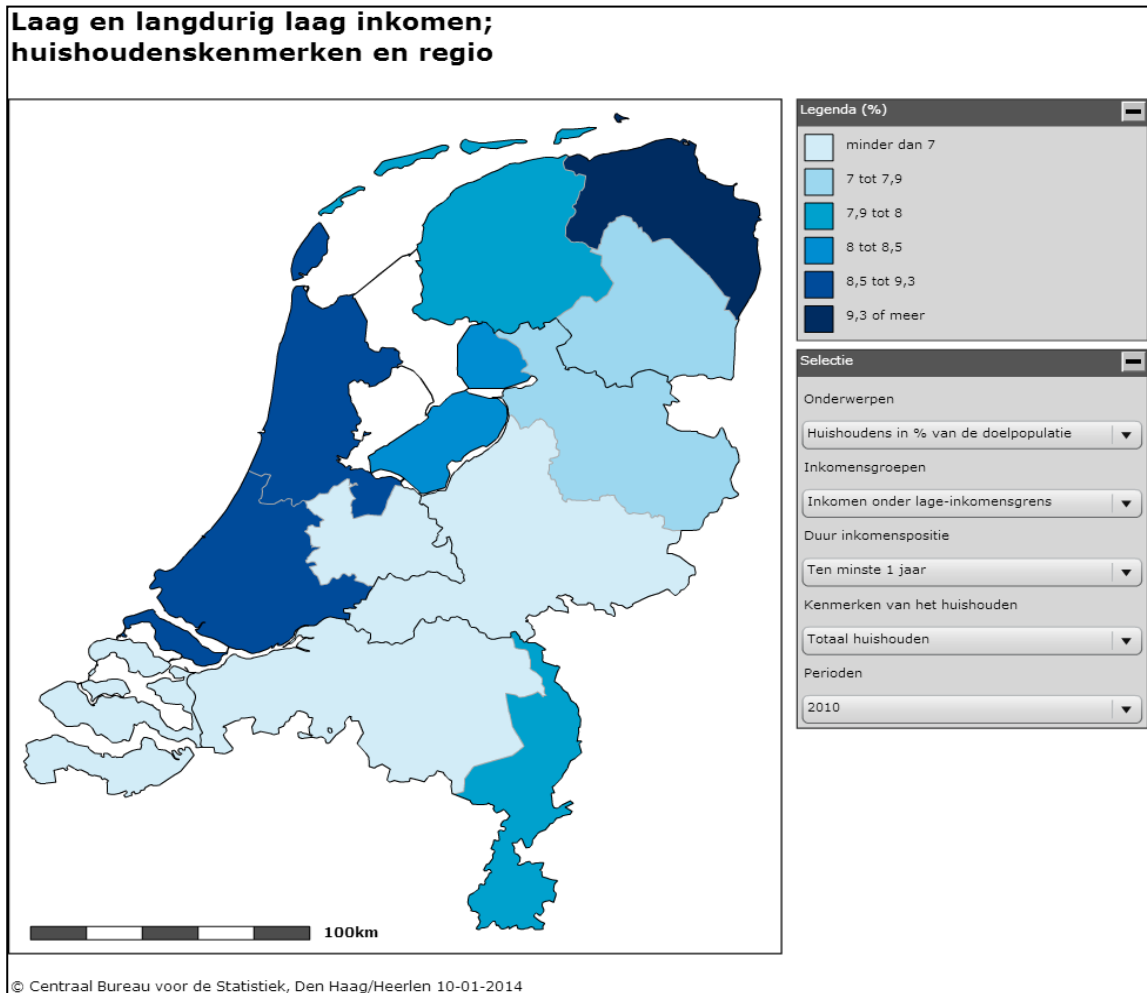 Laag en langdurig laag inkomen;
huishoudenskenmerken en regio
Legenda (%)
minder dan 7
7 tot 7,9
7,9 tot 8
8 tot 8,5
8,5 tot 9,3
9,3 of meer
Selectie
Onderwerpen
Huishoudens in % van de doelpopulatie
Inkomensgroepen
Inkomen onder lage-inkomensgrens
Duur inkomenspositie
Ten minste 1 jaar
Kenmerken van het huishouden
Totaal huishouden
Perioden
2010
100km
© Centraal Bureau voor de Statistiek, Den Haag/Heerlen 10-01-2014